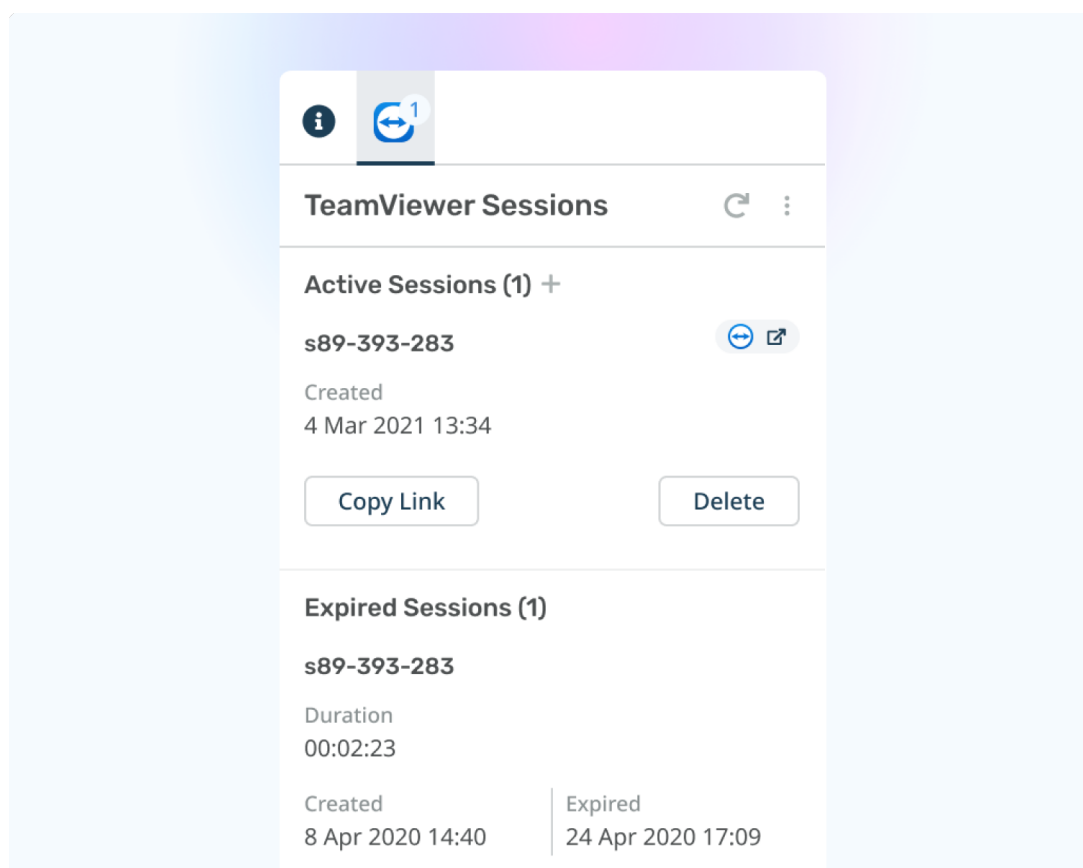 1
TeamViewer Sessions
Active Sessions (1)
s89-393-283
Created
4 Mar 2021 13:34
Copy Link
Delete
Expired Sessions (1)
s89-393-283
Duration
00:02:23
Created
Expired
8 Apr 2020 14:40
24 Apr 2020 17:09